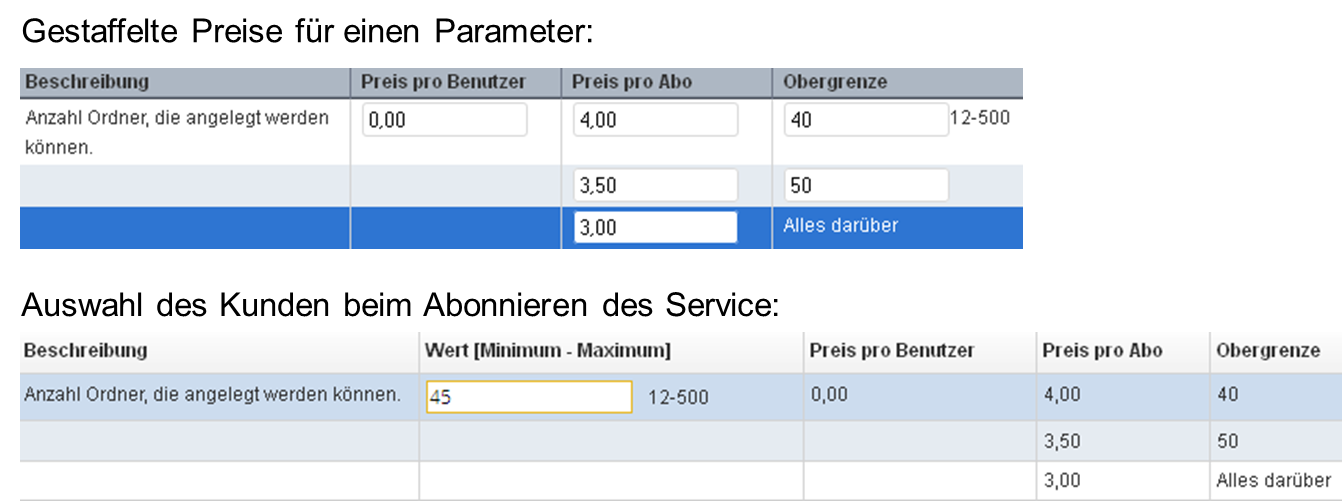 Gestaffelte Preise für einen Parameter:
Beschreibung Preis pro Benutzer Preis pro Abo Obergrenze
Anzahl Ordner, die angelegt werden 0,00 4,00 40 12-500
können.
3,50 50
3,00 Alles darüber
Auswahl des Kunden beim Abonnieren des Service:
Beschreibung Wert [Minimum - Maximum] Preis pro Benutzer Preis pro Abo Obergrenze
Anzahl Ordner, die angelegt werden können. 45 12-500 0,00 4,00 40
3,50 50
3,00 Alles darüber